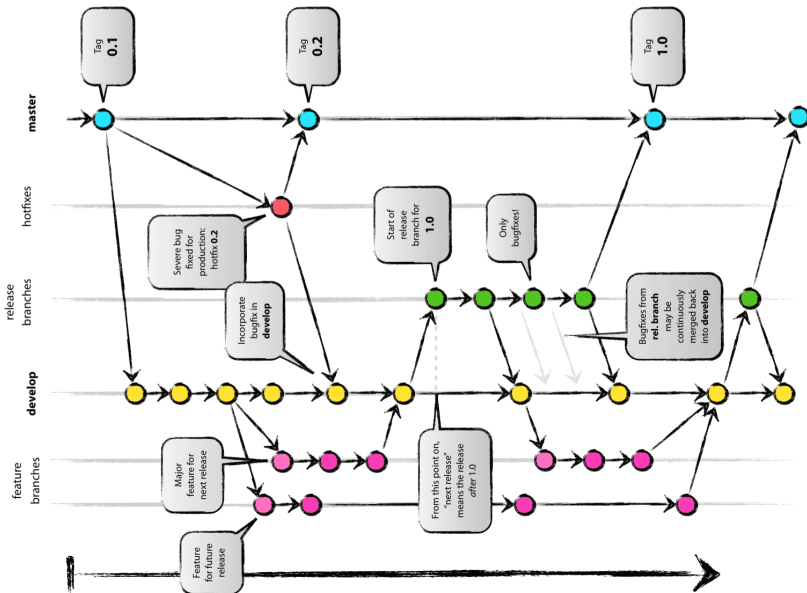 feature
branches
develop
release
branches
hotfixes
master
Tag
0.1
Tag
0.2
Tag
1.0
Severe bug
fixed for
production:
hotfix 0.2
Incorporate
bugfix in
develop
Start of
release
branch for
1.0
Only
bugfixes!
Bugfixes from
rel. branch
may be
continuously
merged back
into develop
Major
feature for
next release
From this point on,
"next release"
means the release
after 1.0
Feature
for future
release